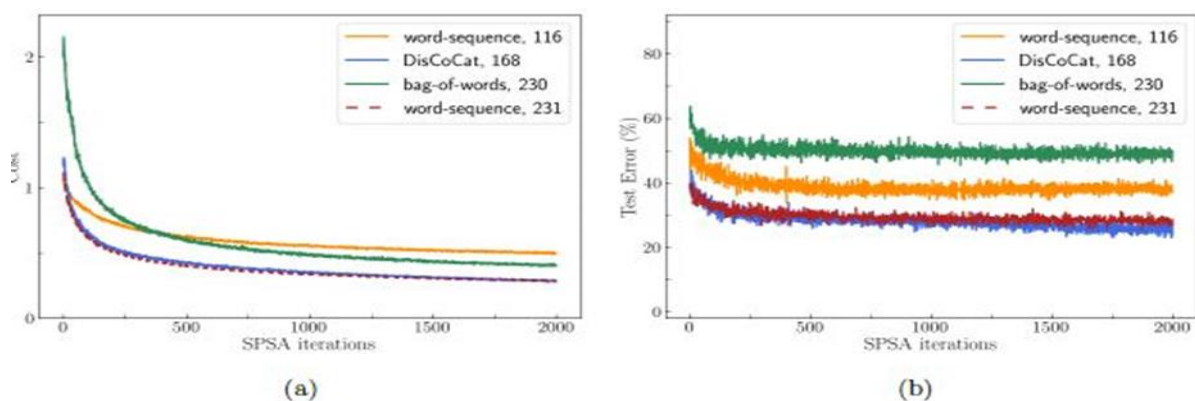 word-sequence, 116
DisCoCat, 168
bag-of-words, 230
word-sequence, 231
Cost
2
1
0
0 500 1000 1500 2000
SPSA iterations
(a)
word-sequence, 116
DisCoCat, 168
bag-of-words, 230
word-sequence, 231
Test Error (%)
80
60
40
20
0
0 500 1000 1500 2000
SPSA iterations
(b)